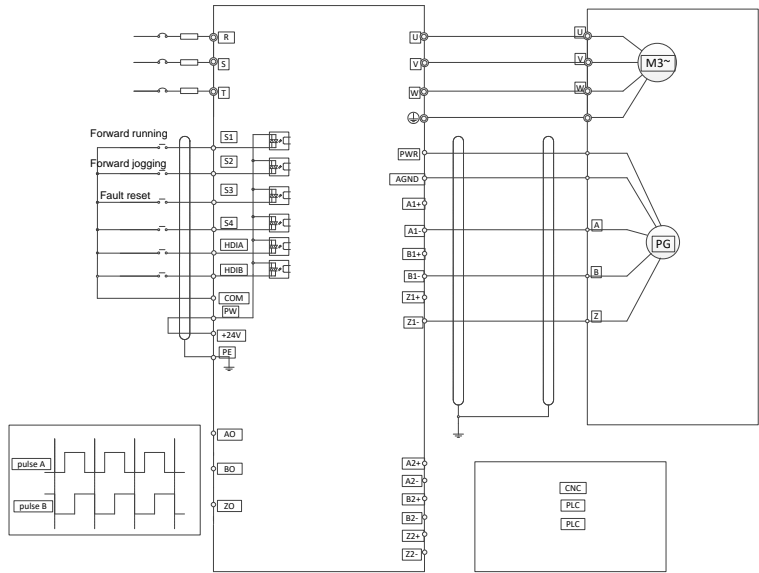 R
S
T
Forward running
S1
Forward jogging
S2
Fault reset
S3
S4
HDIA
HDIB
COM
PW
+24V
PE
AO
BO
ZO
pulse A
pulse B
U
V
W
PWR
AGND
A1+
A1-
B1+
B1-
Z1+
Z1-
A2+
A2-
B2+
B2-
Z2+
Z2-
U
V
W
M3~
A
B
Z
PG
CNC
PLC
PLC